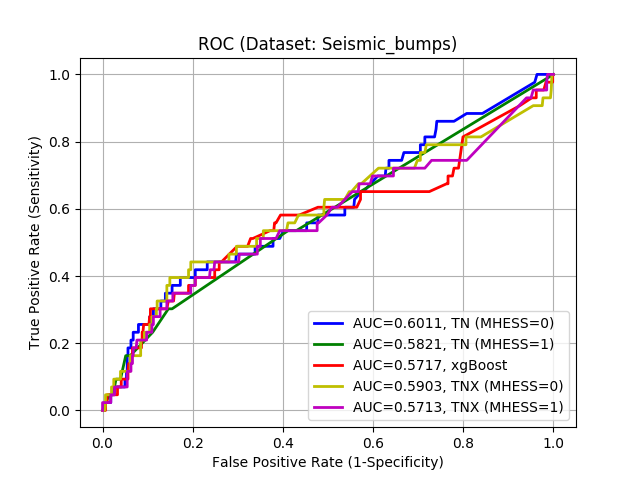 ROC (Dataset: Seismic_bumps)
True Positive Rate (Sensitivity)
1.0
0.8
0.6
0.4
0.2
0.0
AUC=0.6011, TN (MHESS=0)
AUC=0.5821, TN (MHESS=1)
AUC=0.5717, xgBoost
AUC=0.5903, TNX (MHESS=0)
AUC=0.5713, TNX (MHESS=1)
0.0 0.2 0.4 0.6 0.8 1.0
False Positive Rate (1-Specificity)